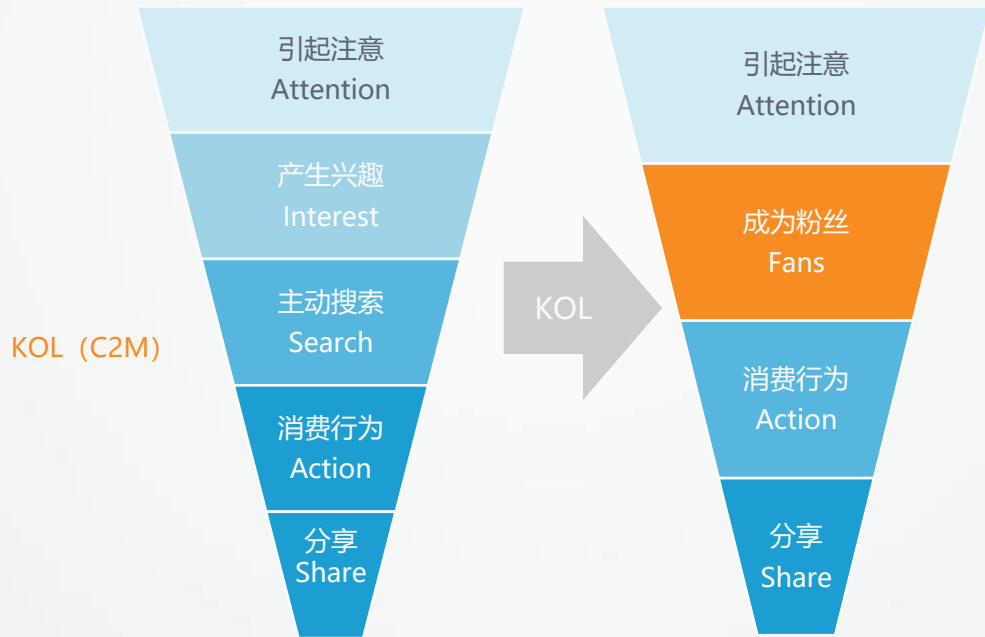 引起注意
Attention
产生兴趣
Interest
主动搜索
Search
消费行为
Action
分享
Share
KOL（C2M）
KOL
引起注意
Attention
成为粉丝
Fans
消费行为
Action
分享
Share